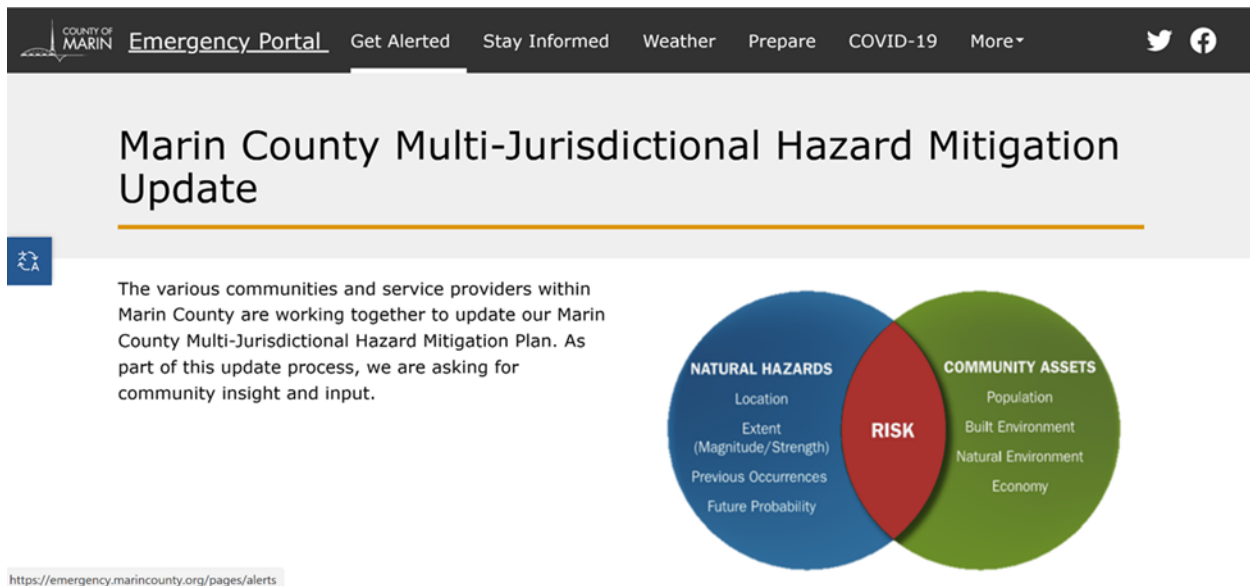 COUNTY OF
MARIN
Emergency Portal Get Alerted Stay Informed Weather Prepare COVID-19 More
Marin County Multi-Jurisdictional Hazard Mitigation
Update
The various communities and service providers within
Marin County are working together to update our Marin
County Multi-Jurisdictional Hazard Mitigation Plan. As
part of this update process, we are asking for
community insight and input.
NATURAL HAZARDS
Location
Extent
(Magnitude/Strength)
Previous Occurrences
Future Probability
RISK
COMMUNITY ASSETS
Population
Built Environment
Natural Environment
Economy
https://emergency.marincounty.org/pages/alerts